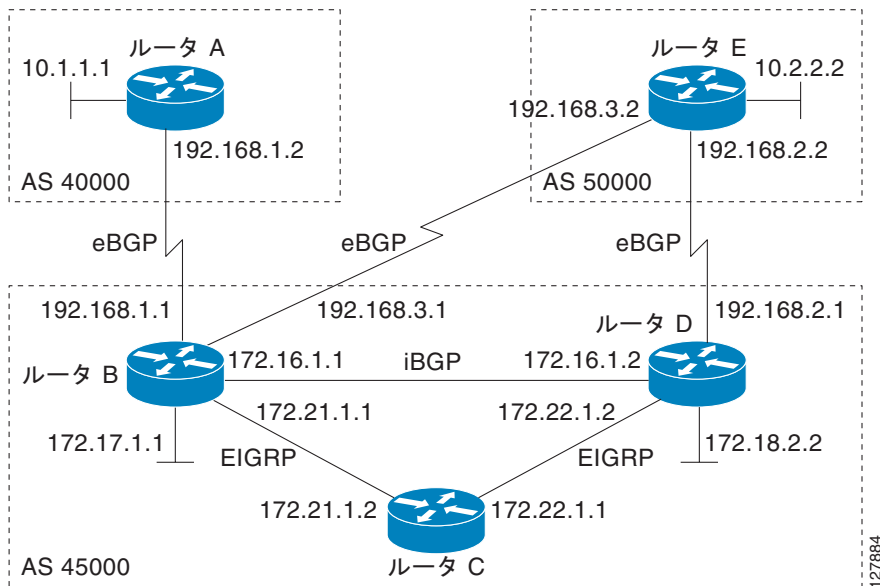 ルータ A
ルータ E
10.1.1.1
10.2.2.2
192.168.3.2
192.168.1.2
192.168.2.2
AS 40000
AS 50000
eBGP
eBGP
eBGP
192.168.1.1
192.168.3.1
192.168.2.1
ルータ D
ルータ B
172.16.1.1
iBGP
172.16.1.2
172.21.1.1
172.22.1.2
172.17.1.1
EIGRP
EIGRP
172.18.2.2
172.21.1.2
172.22.1.1
AS 45000
ルータ C
127884